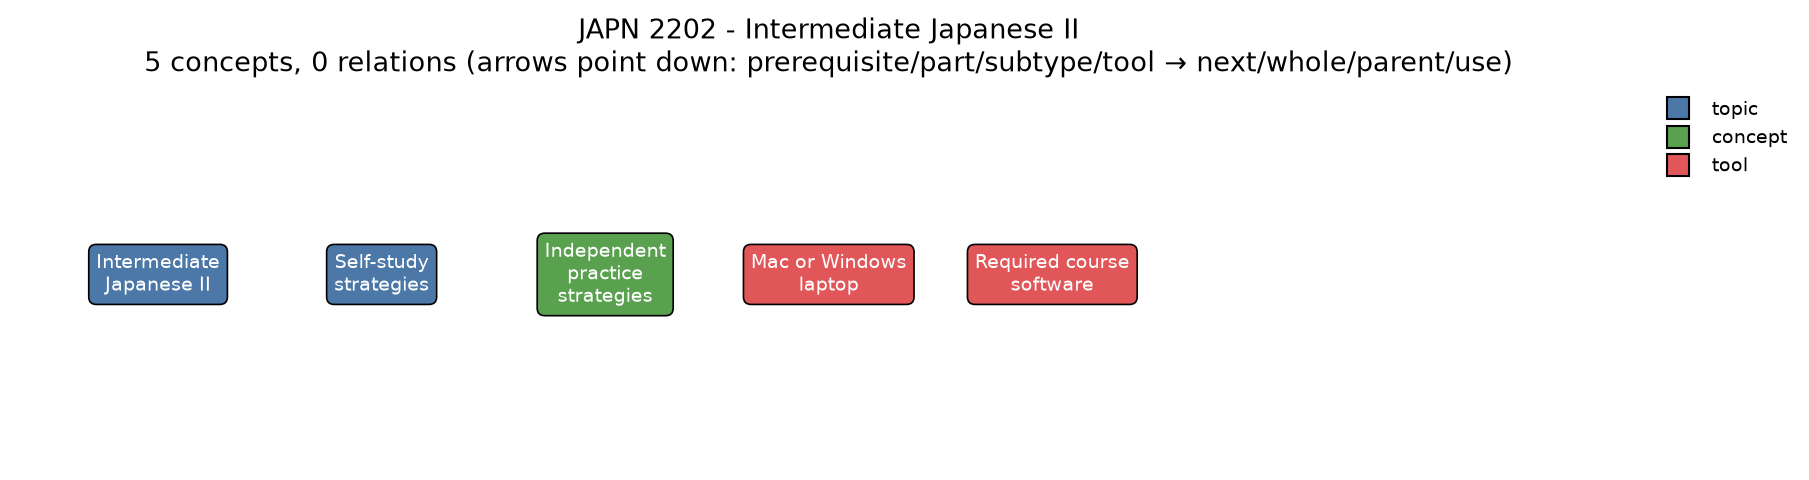 JAPN 2202 - Intermediate Japanese II
5 concepts, 0 relations (arrows point down: prerequisite/part/subtype/tool → next/whole/parent/use)
topic
concept
tool
Intermediate
Japanese II
Self-study
strategies
Independent
practice
strategies
Mac or Windows
laptop
Required course
software